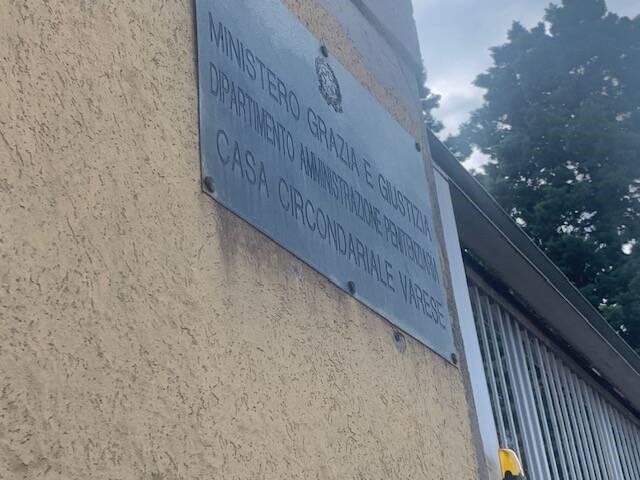 MINISTERO GRAZIA E GIUSTIZIA
DIPARTIMENTO AMMINISTRAZIONE PENITENZIARIA
CASA CIRCONDARIALE VARESE